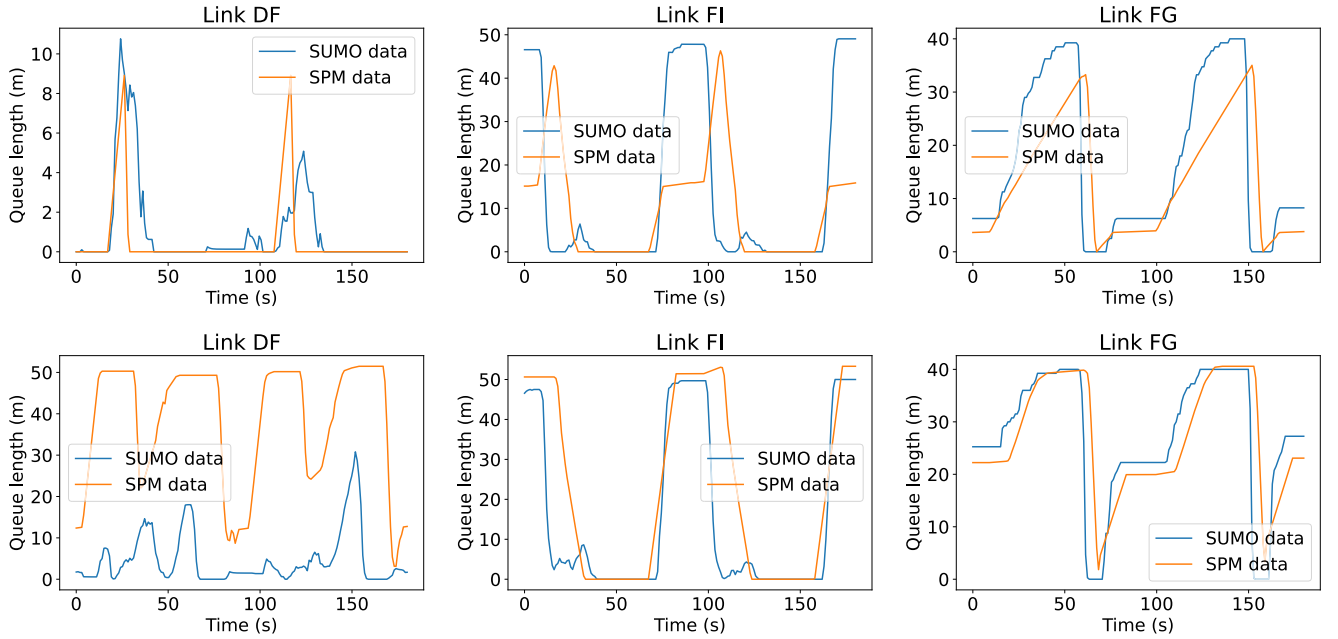 Link DF
Queue length (m)
10
8
6
4
2
0
SUMO data
SPM data
0 50 100 150
Time (s)
Link FI
Queue length (m)
50
40
30
20
10
0
SUMO data
SPM data
0 50 100 150
Time (s)
Link FG
Queue length (m)
40
30
20
10
0
SUMO data
SPM data
0 50 100 150
Time (s)
Link DF
Queue length (m)
50
40
30
20
10
0
SUMO data
SPM data
0 50 100 150
Time (s)
Link FI
Queue length (m)
50
40
30
20
10
0
SUMO data
SPM data
0 50 100 150
Time (s)
Link FG
Queue length (m)
40
30
20
10
0
SUMO data
SPM data
0 50 100 150
Time (s)